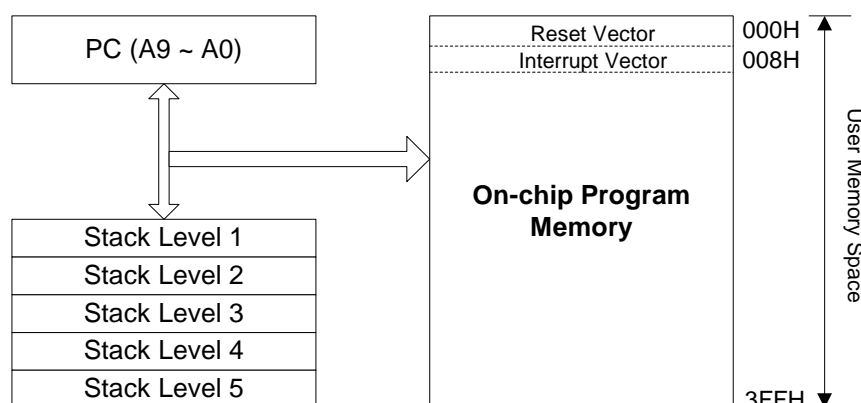 PC (A9 ~ A0)
Stack Level 1
Stack Level 2
Stack Level 3
Stack Level 4
Stack Level 5
Reset Vector
000H
Interrupt Vector
008H
On-chip Program
Memory
3FFH
User Memory Space